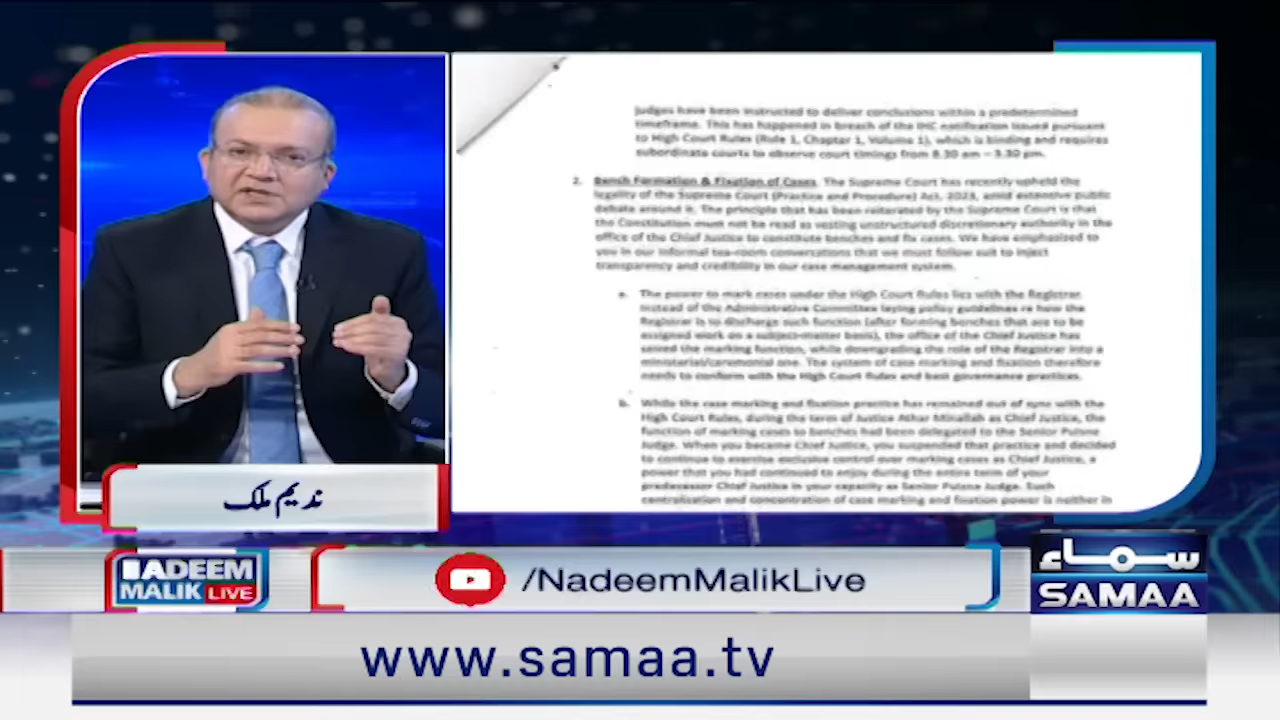 judges have been instructed to deliver conclusions within a predetermined
timeframe. This has happened in breach of the IHC notification issued pursuant
to High Court Rules (Rule 1, Chapter 1, Volume 1), which is binding and requires
subordinate courts to observe court timings from 8.30 am – 3.30 pm.
2. Bench Formation & Fixation of Cases. The Supreme Court has recently upheld the
legality of the Supreme Court (Practice and Procedure) Act, 2023, amid extensive public
debate around it. The principle that has been reiterated by the Supreme Court is that
the Constitution must not be read as vesting unstructured discretionary authority in the
office of the Chief Justice to constitute benches and fix cases. We have emphasized to
you in our informal tea-room conversations that we must follow suit to inject
transparency and credibility in our case management system.
a. The power to mark cases under the High Court Rules lies with the Registrar.
Instead of the Administrative Committee laying policy guidelines re how the
Registrar is to discharge such function (after forming benches that are to be
assigned work on a subject-matter basis), the office of the Chief Justice has
seized the marking function, while downgrading the role of the Registrar into a
ministerial/ceremonial one. The system of case marking and fixation therefore
needs to conform with the High Court Rules and best governance practices.
b. While the case marking and fixation practice has remained out of sync with the
High Court Rules, during the term of Justice Athar Minallah as Chief Justice, the
function of marking cases to benches had been delegated to the Senior Puisne
Judge. When you became Chief Justice, you suspended that practice and decided
to continue to exercise exclusive control over marking cases as Chief Justice, a
power that you had continued to enjoy during the entire term of your
predecessor Chief Justice in your capacity as Senior Puisne Judge. Such
centralization and concentration of case marking and fixation power is neither in
ندیم ملک
NADEEM
MALIK LIVE
/NadeemMalikLive
سماء
SAMAA
www.samaa.tv